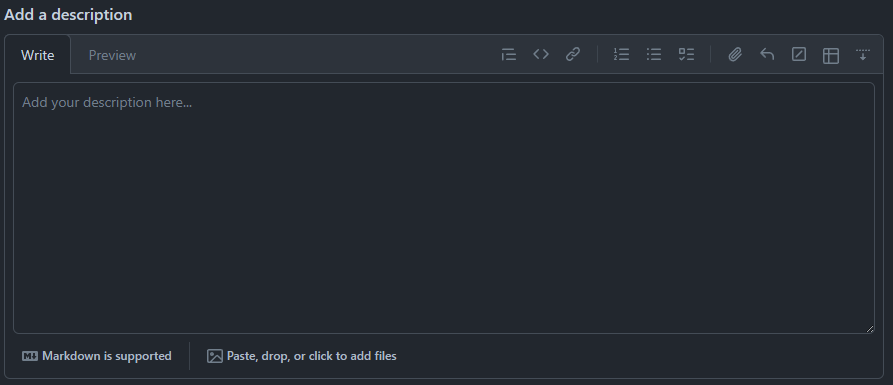 Add a description
Write Preview
Add your description here...
Markdown is supported Paste, drop, or click to add files